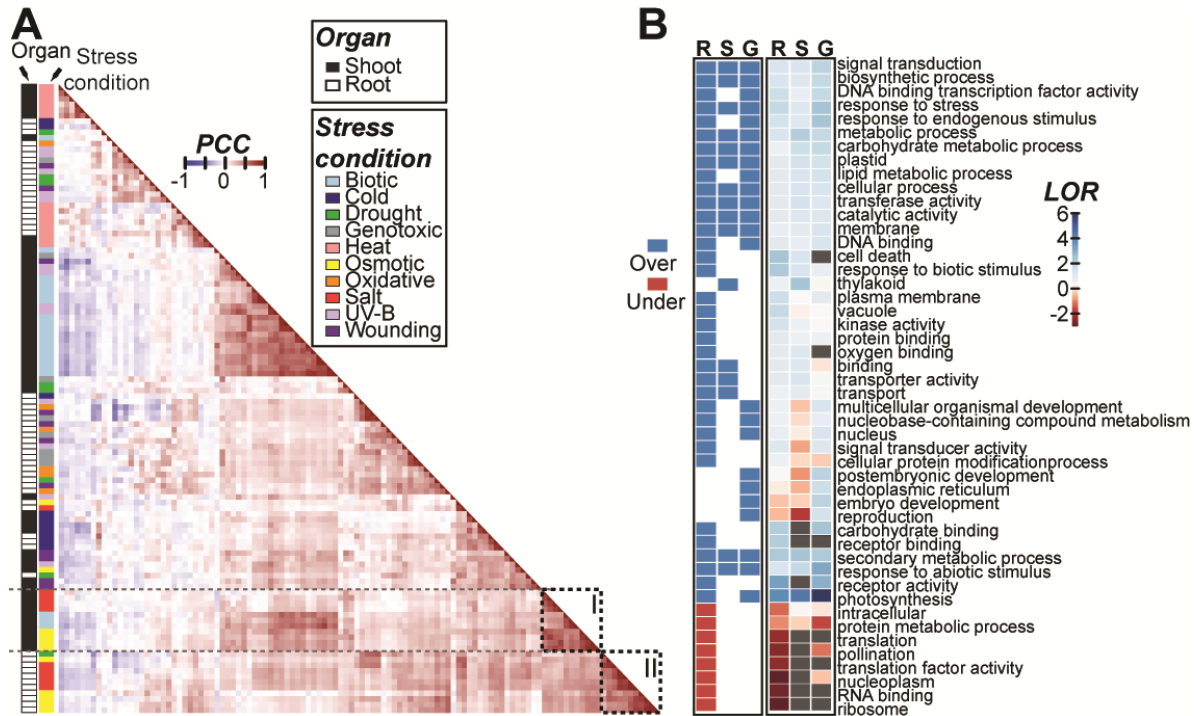 A
Organ
Stress
condition
Organ
Shoot
Root
PCC
-1 0 1
Stress
condition
Biotic
Cold
Drought
Genotoxic
Heat
Osmotic
Oxidative
Salt
UV-B
Wounding
I
II
B
R S G R S G
signal transduction
biosynthetic process
DNA binding transcription factor activity
response to stress
response to endogenous stimulus
metabolic process
carbohydrate metabolic process
plastid
lipid metabolic process
cellular process
transferase activity
catalytic activity
membrane
DNA binding
cell death
response to biotic stimulus
thylakoid
plasma membrane
vacuole
kinase activity
protein binding
oxygen binding
binding
transporter activity
transport
multicellular organismal development
nucleobase-containing compound metabolism
nucleus
signal transducer activity
cellular protein modificationprocess
postembryonic development
endoplasmic reticulum
embryo development
reproduction
carbohydrate binding
receptor binding
secondary metabolic process
response to abiotic stimulus
receptor activity
photosynthesis
intracellular
protein metabolic process
translation
pollination
translation factor activity
nucleoplasm
RNA binding
ribosome
Over
Under
LOR
6
4
2
0
-2